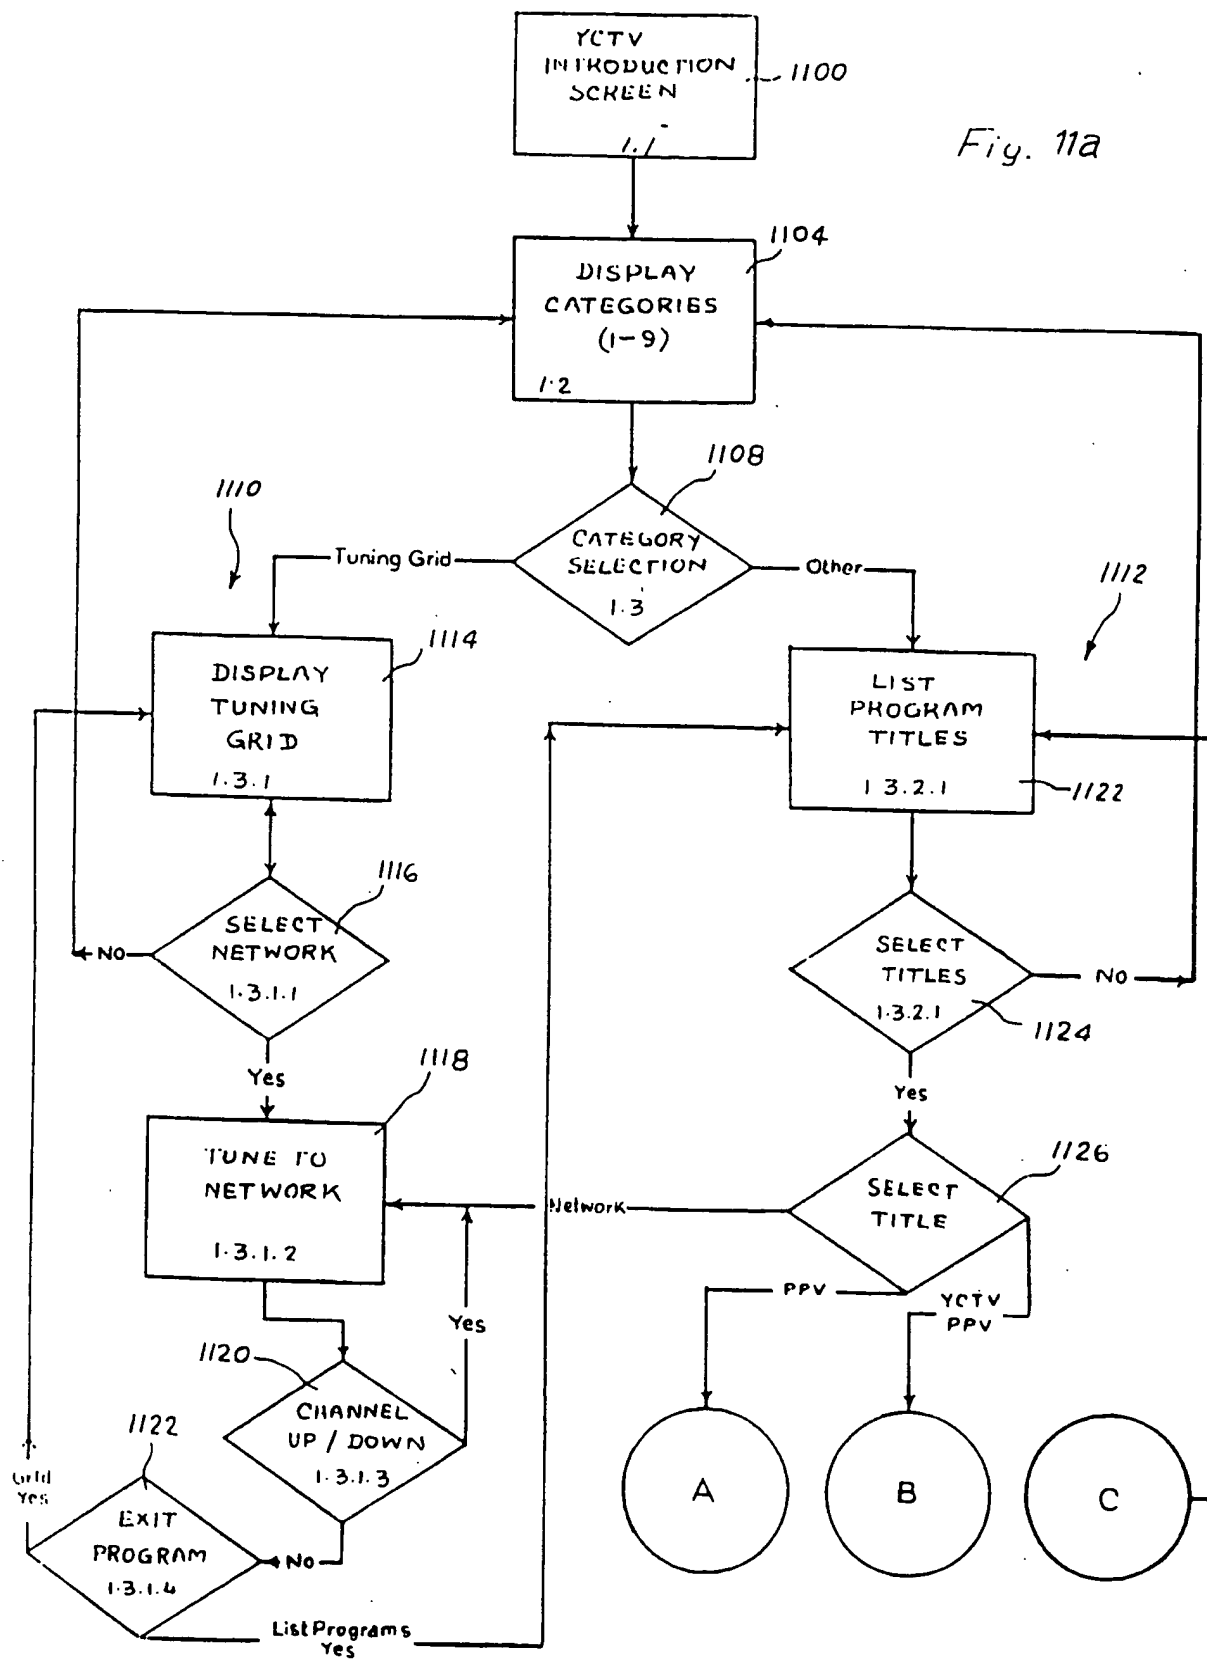 YCTV
INTRODUCTION
SCREEN
1.1
1100
Fig. 11a
1104
DISPLAY
CATEGORIES
(1-9)
1.2
1108
CATEGORY
SELECTION
1.3
Tuning Grid
Other
1110
1112
1114
DISPLAY
TUNING
GRID
1.3.1
LIST
PROGRAM
TITLES
1.3.2.1
1122
1116
SELECT
NETWORK
1.3.1.1
No
Yes
SELECT
TITLES
1.3.2.1
No
1124
Yes
1118
TUNE TO
NETWORK
1.3.1.2
1126
SELECT
TITLE
Network
PPV
YCTV
PPV
Yes
1120
CHANNEL
UP / DOWN
1.3.1.3
No
1122
EXIT
PROGRAM
1.3.1.4
Grid
Yes
List Programs
Yes
A
B
C